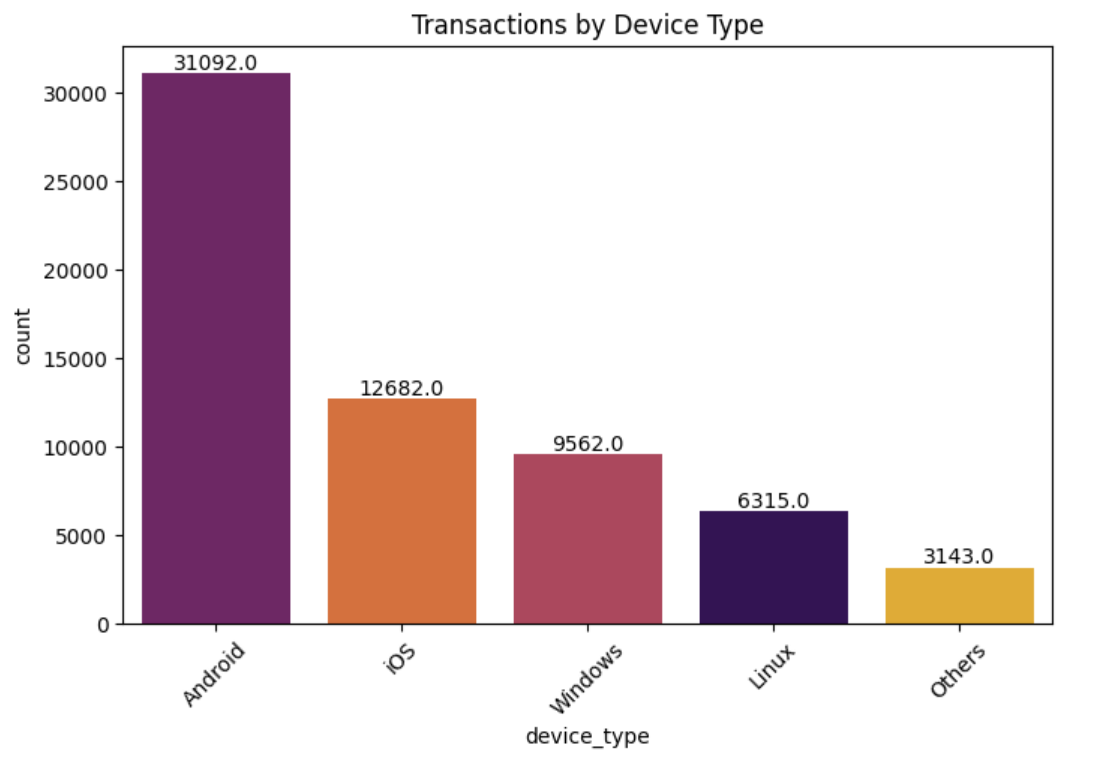 Transactions by Device Type
count
30000
25000
20000
15000
10000
5000
0
31092.0
12682.0
9562.0
6315.0
3143.0
Android
iOS
Windows
Linux
Others
device_type